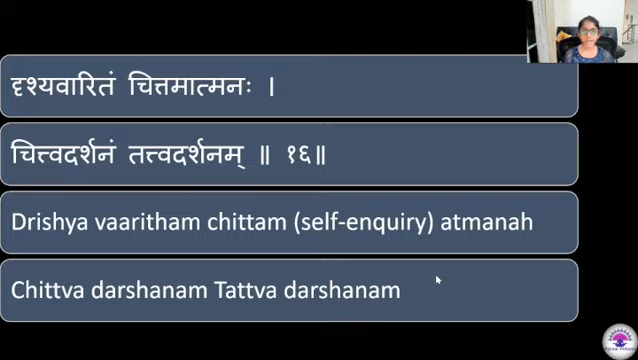 दृश्यवारितं चित्तमात्मनः ।
चित्त्वदर्शनं तत्त्वदर्शनम् ॥ १६॥
Drishya vaaritham chittam (self-enquiry) atmanah
Chittva darshanam Tattva darshanam